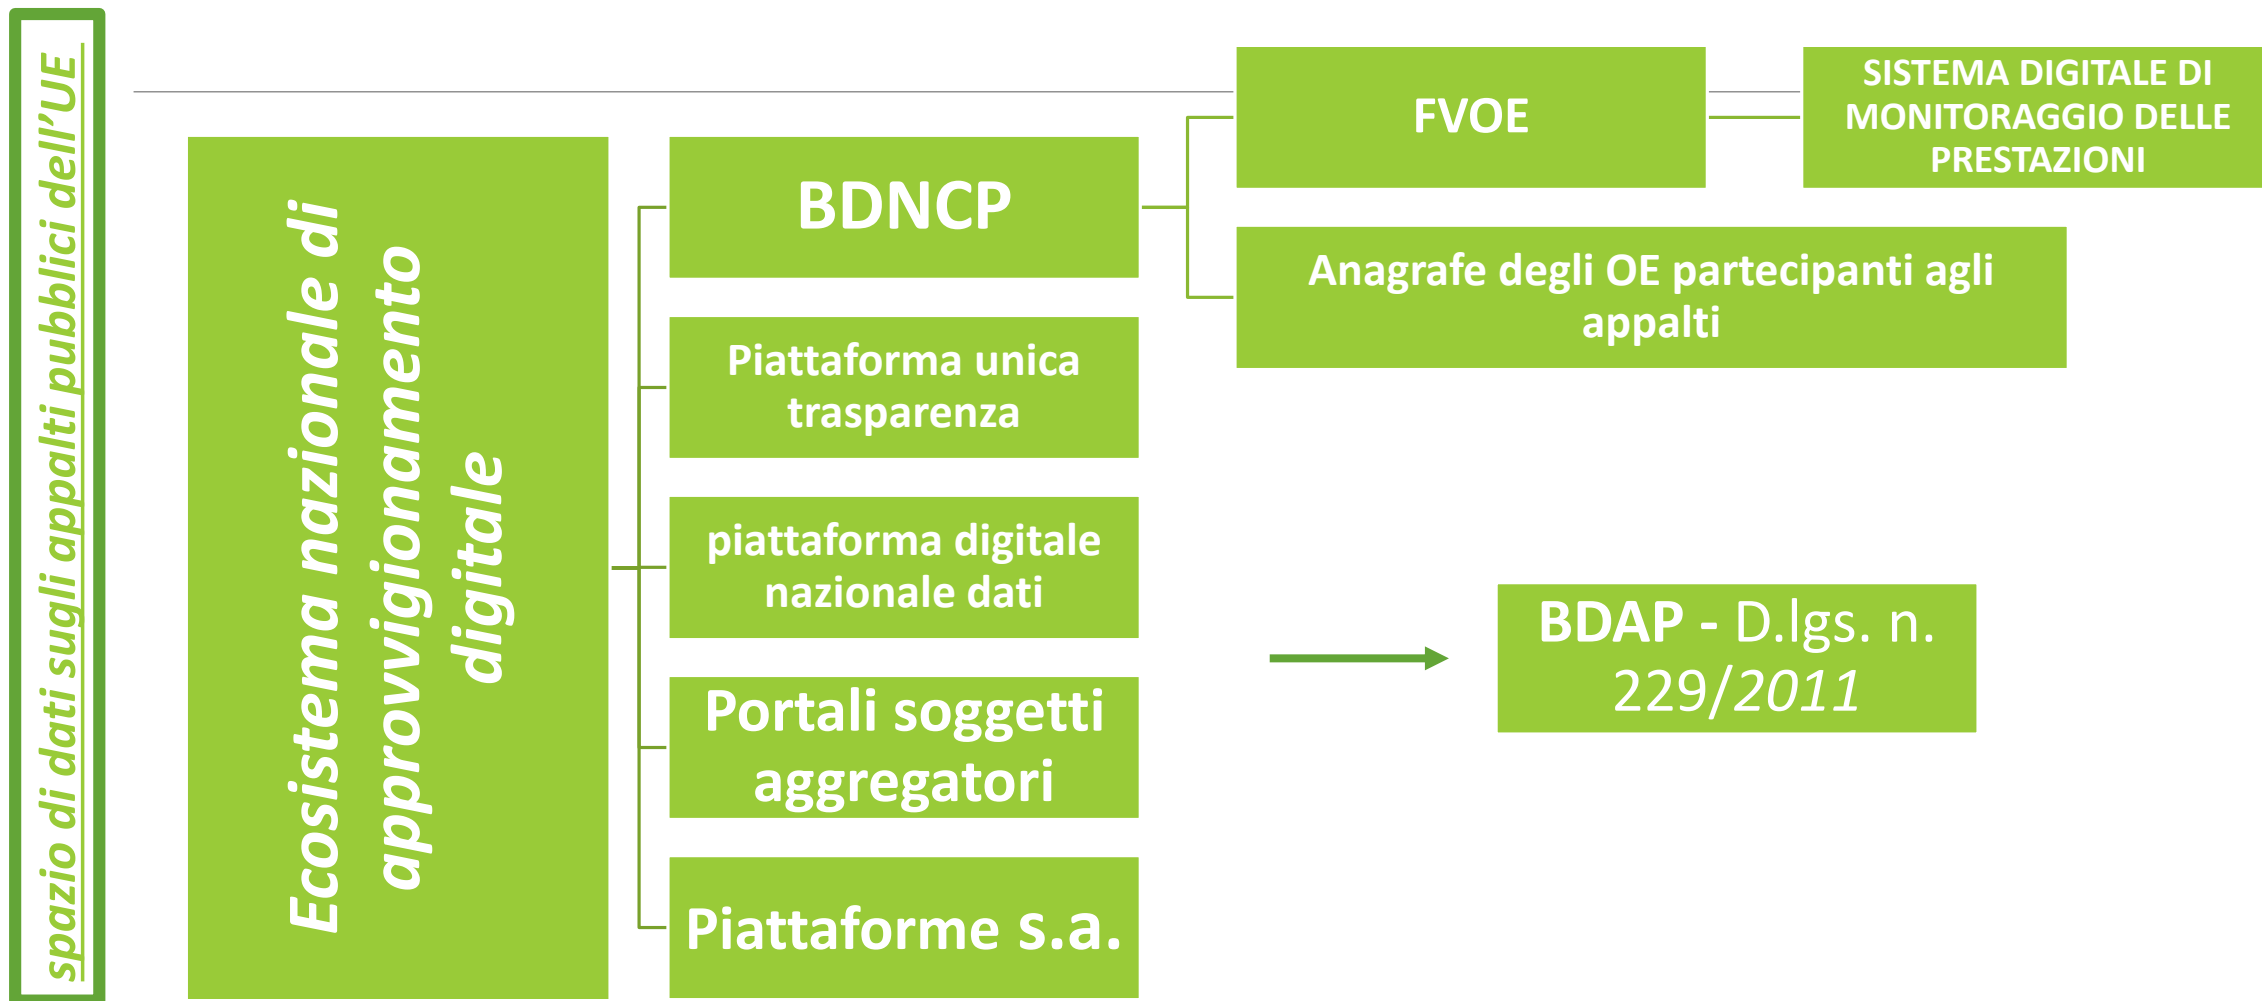 spazio di dati sugli appalti pubblici dell’UE
Ecosistema nazionale di
approvvigionamento
digitale
BDNCP
Piattaforma unica
trasparenza
piattaforma digitale
nazionale dati
Portali soggetti
aggregatori
Piattaforme s.a.
FVOE
SISTEMA DIGITALE DI
MONITORAGGIO DELLE
PRESTAZIONI
Anagrafe degli OE partecipanti agli
appalti
BDAP - D.lgs. n.
229/2011